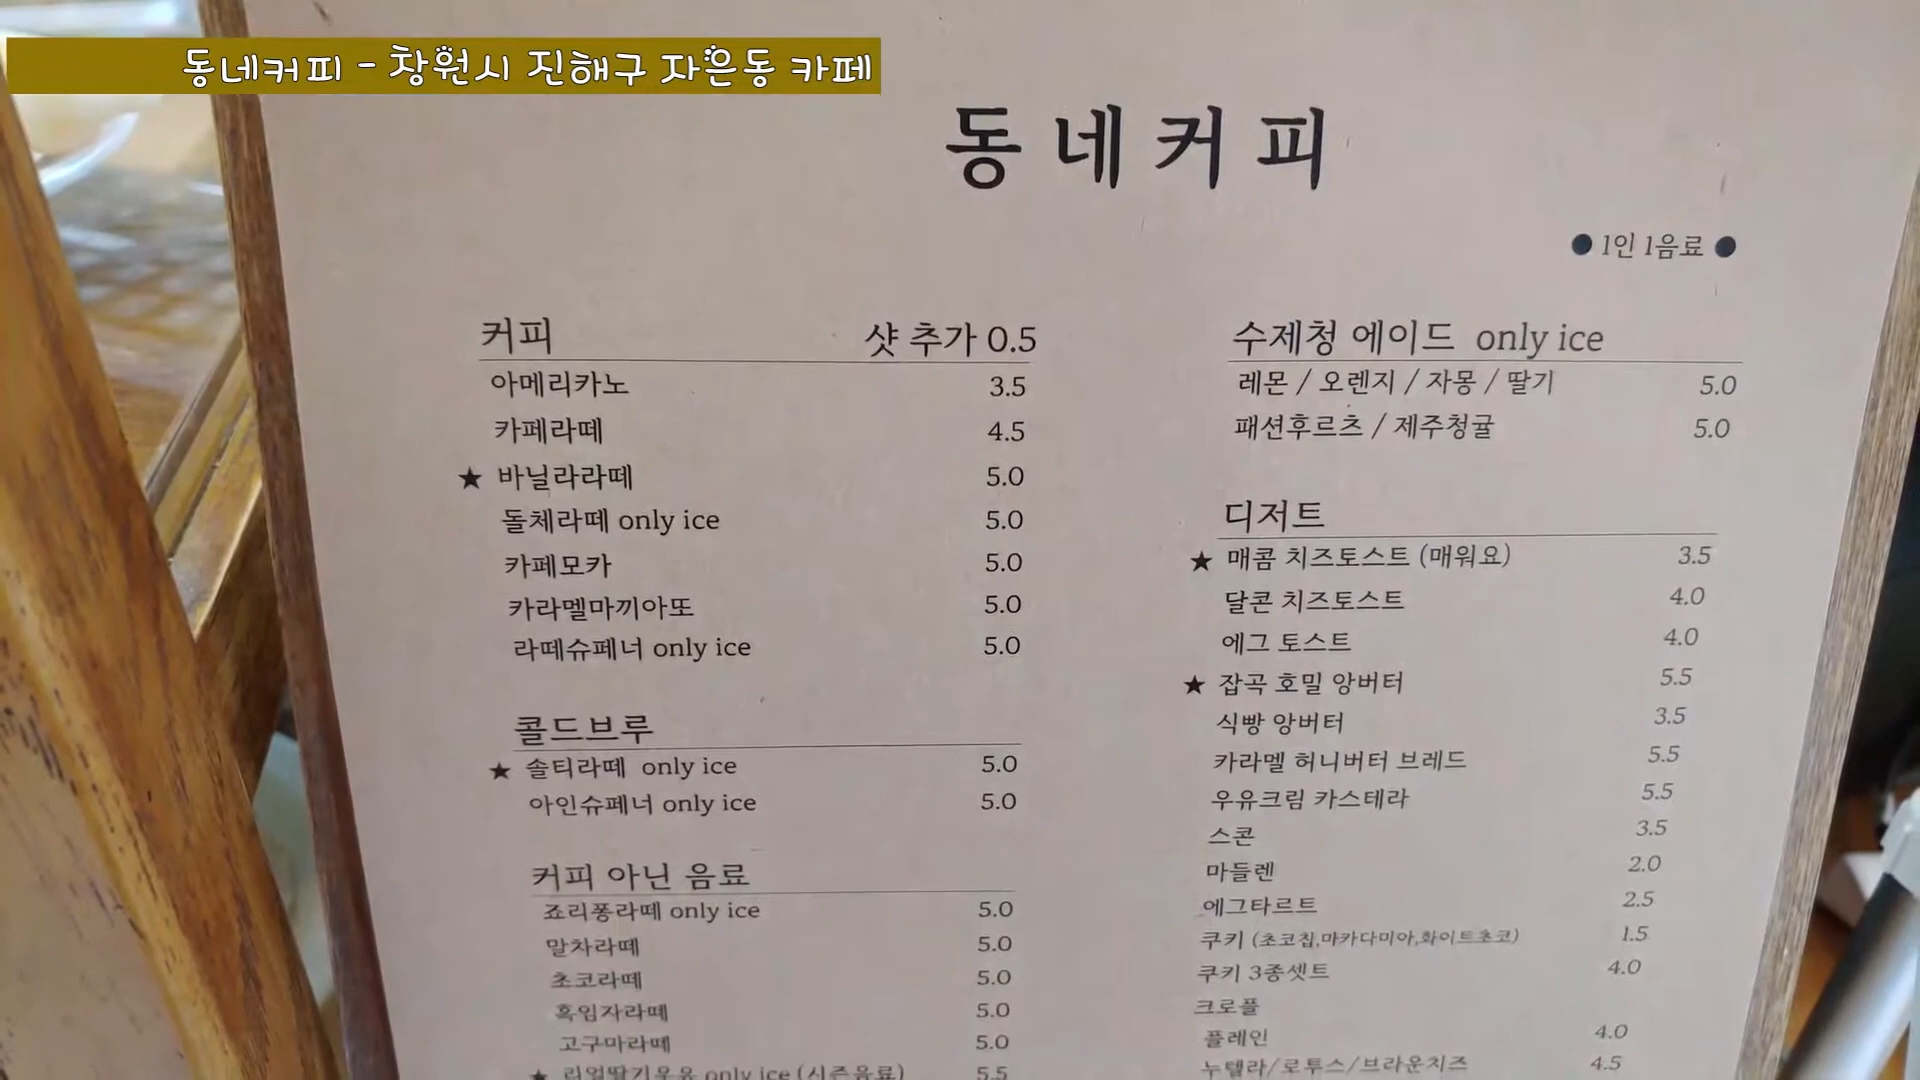 동네커피 - 창원시 진해구 자은동 카페
동네커피
● 1인 1음료 ●
커피 샷 추가 0.5
아메리카노 3.5
카페라떼 4.5
★ 바닐라라떼 5.0
돌체라떼 only ice 5.0
카페모카 5.0
카라멜마끼아또 5.0
라떼슈페너 only ice 5.0
콜드브루
★ 솔티라떼 only ice 5.0
아인슈페너 only ice 5.0
커피 아닌 음료
죠리퐁라떼 only ice 5.0
말차라떼 5.0
초코라떼 5.0
흑임자라떼 5.0
고구마라떼 5.0
★ 리얼딸기우유 only ice (시즌음료) 5.5
수제청 에이드 only ice
레몬 / 오렌지 / 자몽 / 딸기 5.0
패션후르츠 / 제주청귤 5.0
디저트
★ 매콤 치즈토스트 (매워요) 3.5
달콘 치즈토스트 4.0
에그 토스트 4.0
★ 잡곡 호밀 앙버터 5.5
식빵 앙버터 3.5
카라멜 허니버터 브레드 5.5
우유크림 카스테라 5.5
스콘 3.5
마들렌 2.0
에그타르트 2.5
쿠키 (초코칩,마카다미아,화이트초코) 1.5
쿠키 3종셋트 4.0
크로플
플레인 4.0
누텔라/로투스/브라운치즈 4.5